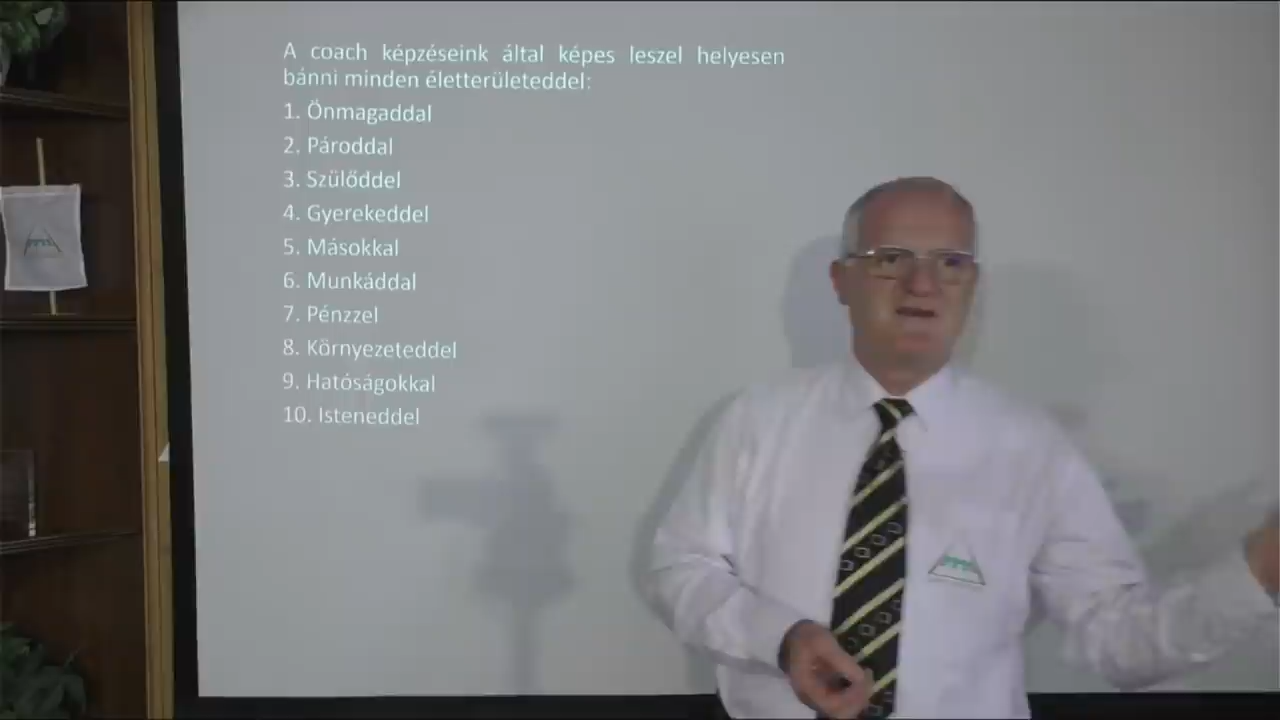 A coach képzéseink által képes leszel helyesen
bánni minden életterületeddel:
1. Önmagaddal
2. Pároddal
3. Szülőddel
4. Gyerekeddel
5. Másokkal
6. Munkáddal
7. Pénzzel
8. Környezeteddel
9. Hatóságokkal
10. Isteneddel